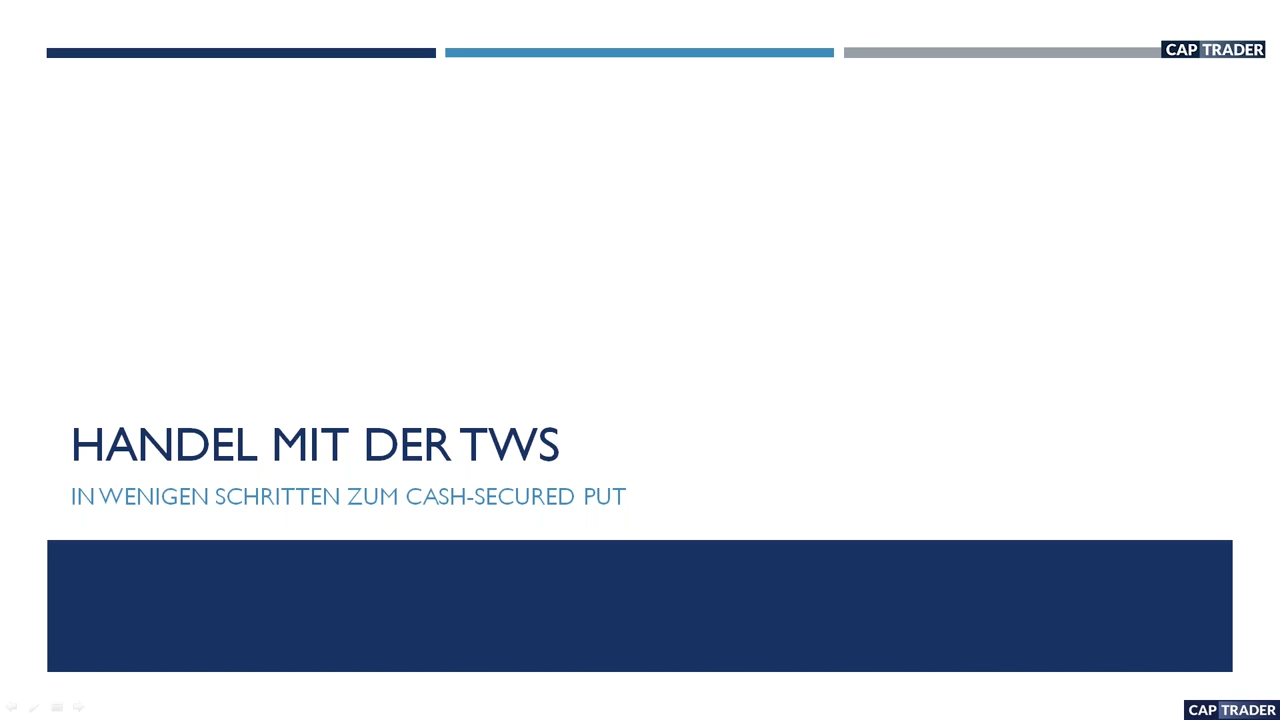 CAP TRADER
HANDEL MIT DER TWS
IN WENIGEN SCHRITTEN ZUM CASH-SECURED PUT
CAP TRADER